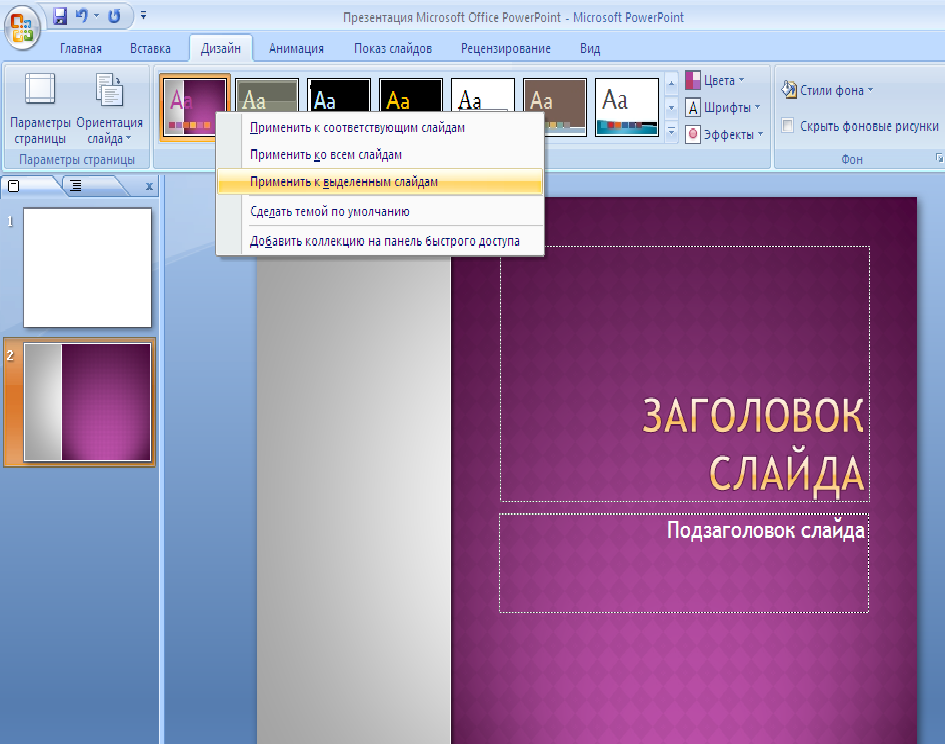 Презентация Microsoft Office PowerPoint - Microsoft PowerPoint
Главная Вставка Дизайн Анимация Показ слайдов Рецензирование Вид
Параметры страницы
Ориентация слайда
Параметры страницы
Aa Aa Aa Aa Aa Aa Aa
Цвета
Шрифты
Эффекты
Стили фона
Скрыть фоновые рисунки
Фон
Применить к соответствующим слайдам
Применить ко всем слайдам
Применить к выделенным слайдам
Сделать темой по умолчанию
Добавить коллекцию на панель быстрого доступа
1
2
ЗАГОЛОВОК
СЛАЙДА
Подзаголовок слайда